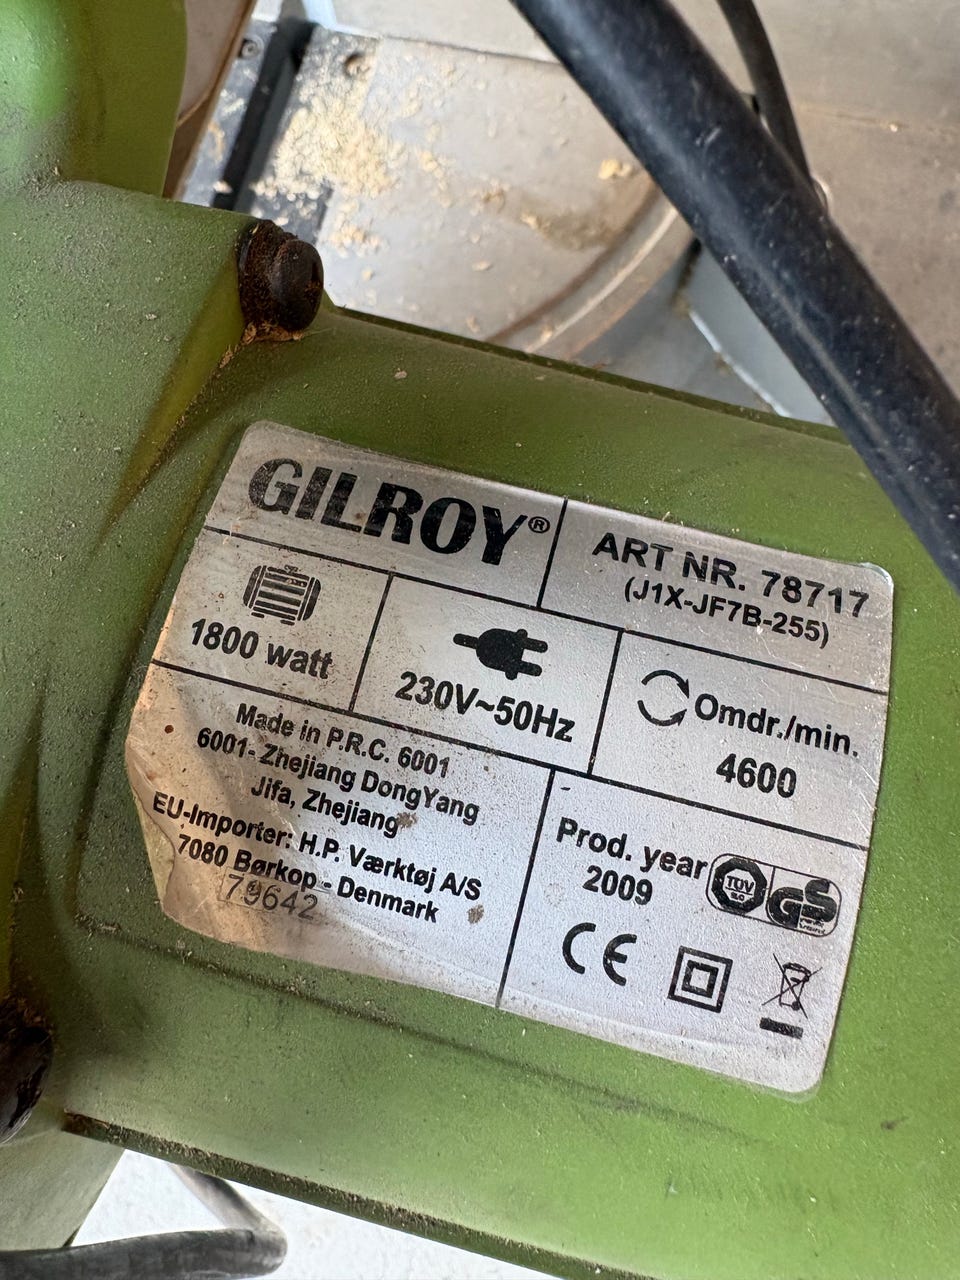 GILROY®
ART NR. 78717
(J1X-JF7B-255)
1800 watt
230V~50Hz
Omdr./min.
4600
Made in P.R.C. 6001
6001- Zhejiang DongYang
Jifa, Zhejiang
EU-Importer: H.P. Værktøj A/S
7080 Børkop - Denmark
79642
Prod. year
2009
TÜV
GS
CE